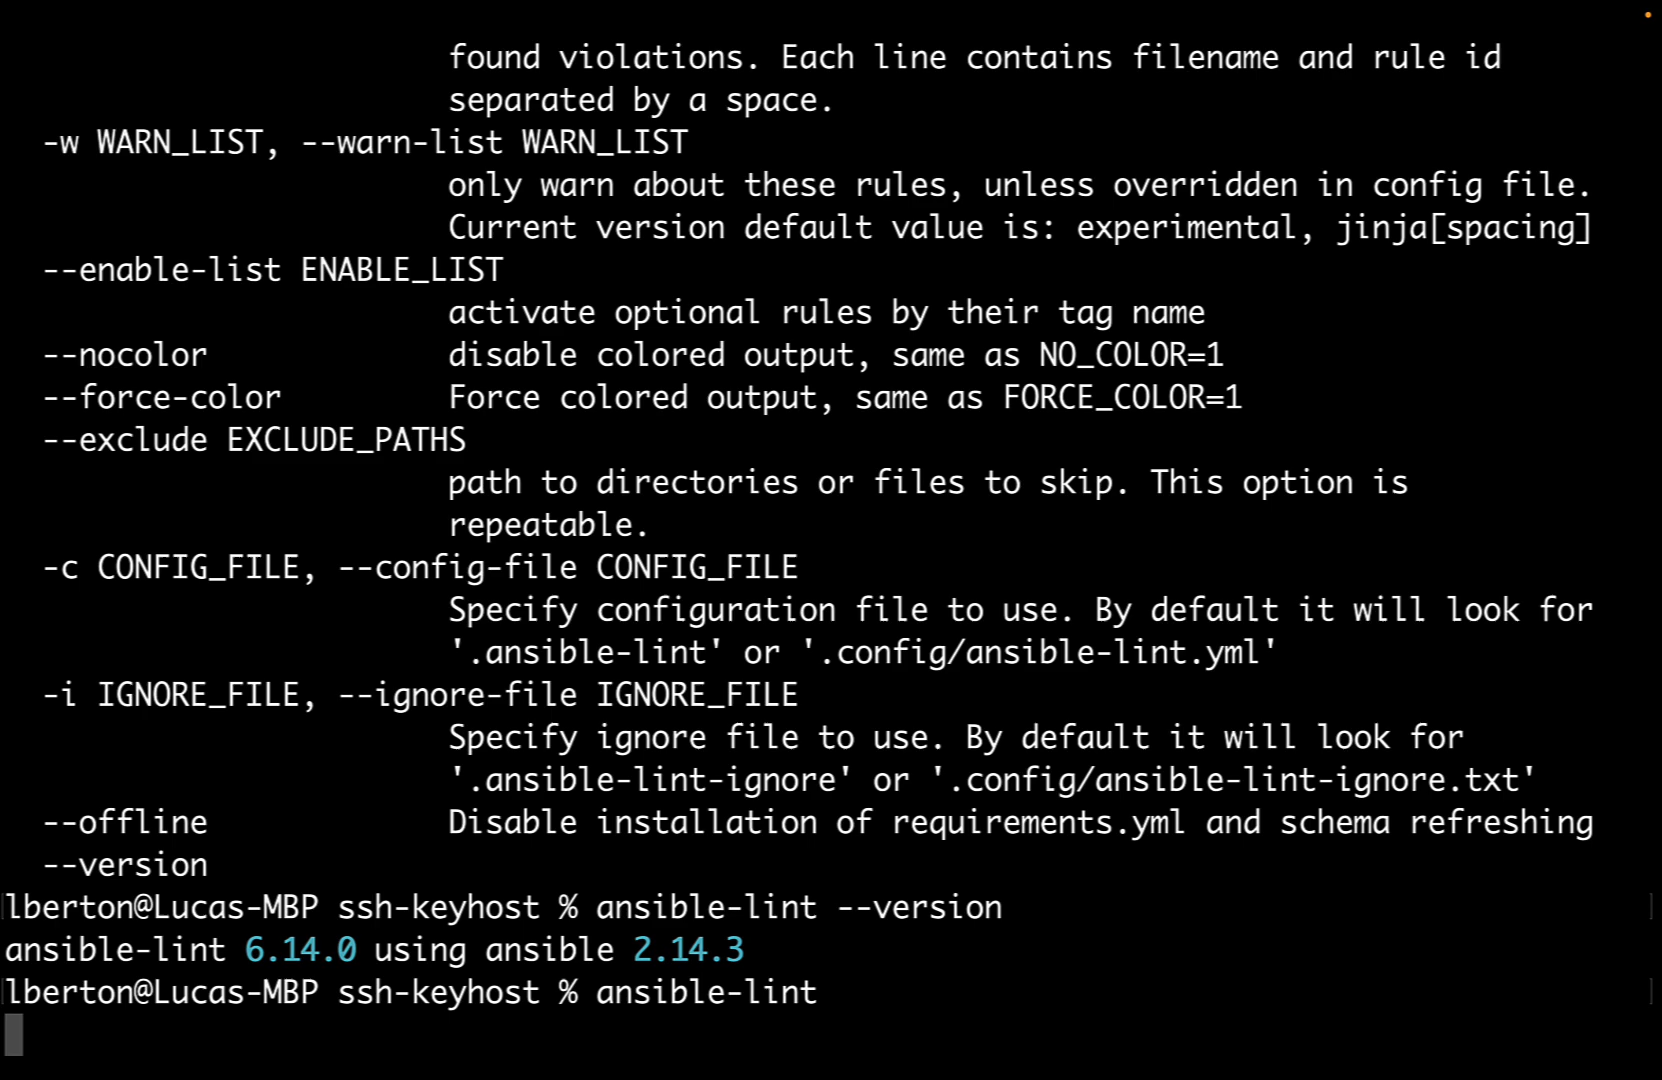 found violations. Each line contains filename and rule id
separated by a space.
-w WARN_LIST, --warn-list WARN_LIST
only warn about these rules, unless overridden in config file.
Current version default value is: experimental, jinja[spacing]
--enable-list ENABLE_LIST
activate optional rules by their tag name
--nocolor disable colored output, same as NO_COLOR=1
--force-color Force colored output, same as FORCE_COLOR=1
--exclude EXCLUDE_PATHS
path to directories or files to skip. This option is
repeatable.
-c CONFIG_FILE, --config-file CONFIG_FILE
Specify configuration file to use. By default it will look for
'.ansible-lint' or '.config/ansible-lint.yml'
-i IGNORE_FILE, --ignore-file IGNORE_FILE
Specify ignore file to use. By default it will look for
'.ansible-lint-ignore' or '.config/ansible-lint-ignore.txt'
--offline Disable installation of requirements.yml and schema refreshing
--version
lberton@Lucas-MBP ssh-keyhost % ansible-lint --version
ansible-lint 6.14.0 using ansible 2.14.3
lberton@Lucas-MBP ssh-keyhost % ansible-lint